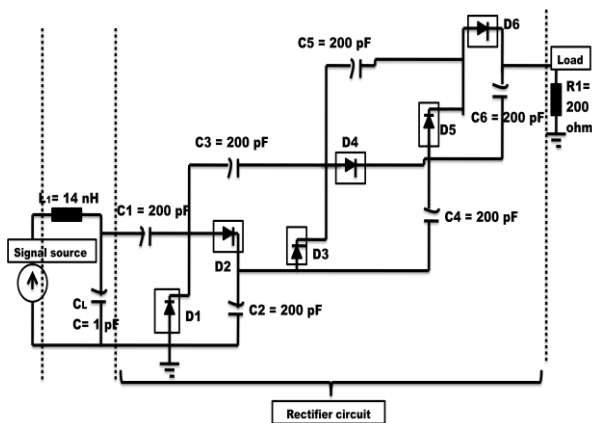 D6
C5 = 200 pF
Load
R1=
200
ohm
C6 = 200 pF
D5
C3 = 200 pF
D4
L1= 14 nH
C1 = 200 pF
C4 = 200 pF
Signal source
D2
D3
CL
C= 1 pF
D1
C2 = 200 pF
Rectifier circuit